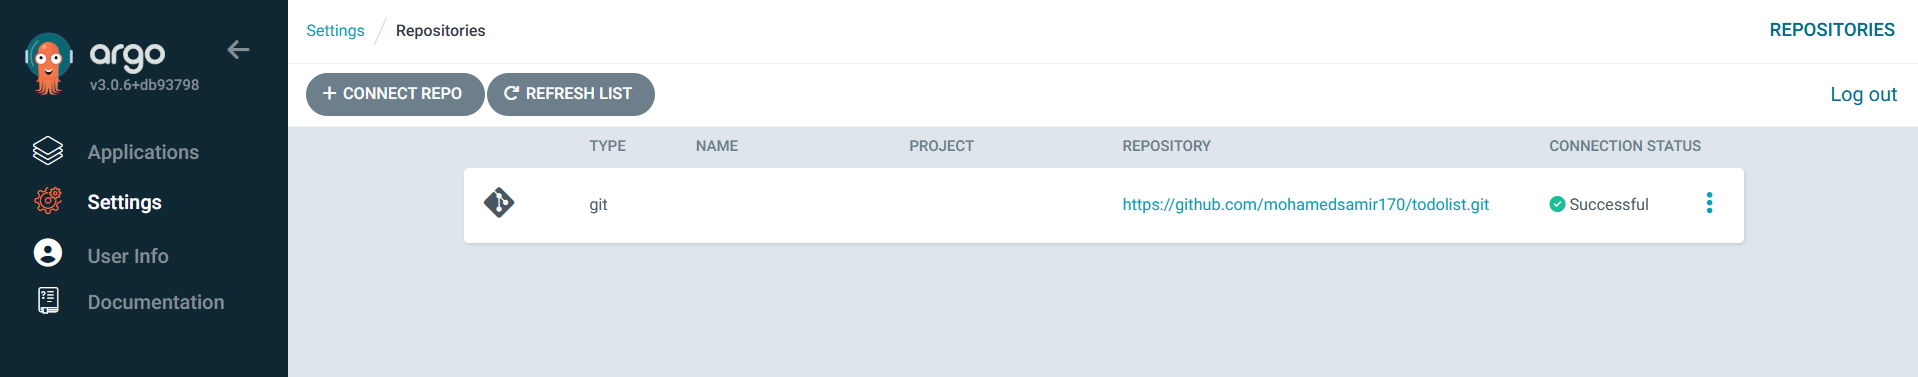 argo
v3.0.6+db93798
Applications
Settings
User Info
Documentation
Settings / Repositories
REPOSITORIES
+ CONNECT REPO
REFRESH LIST
Log out
TYPE NAME PROJECT REPOSITORY CONNECTION STATUS
git https://github.com/mohamedsamir170/todolist.git Successful